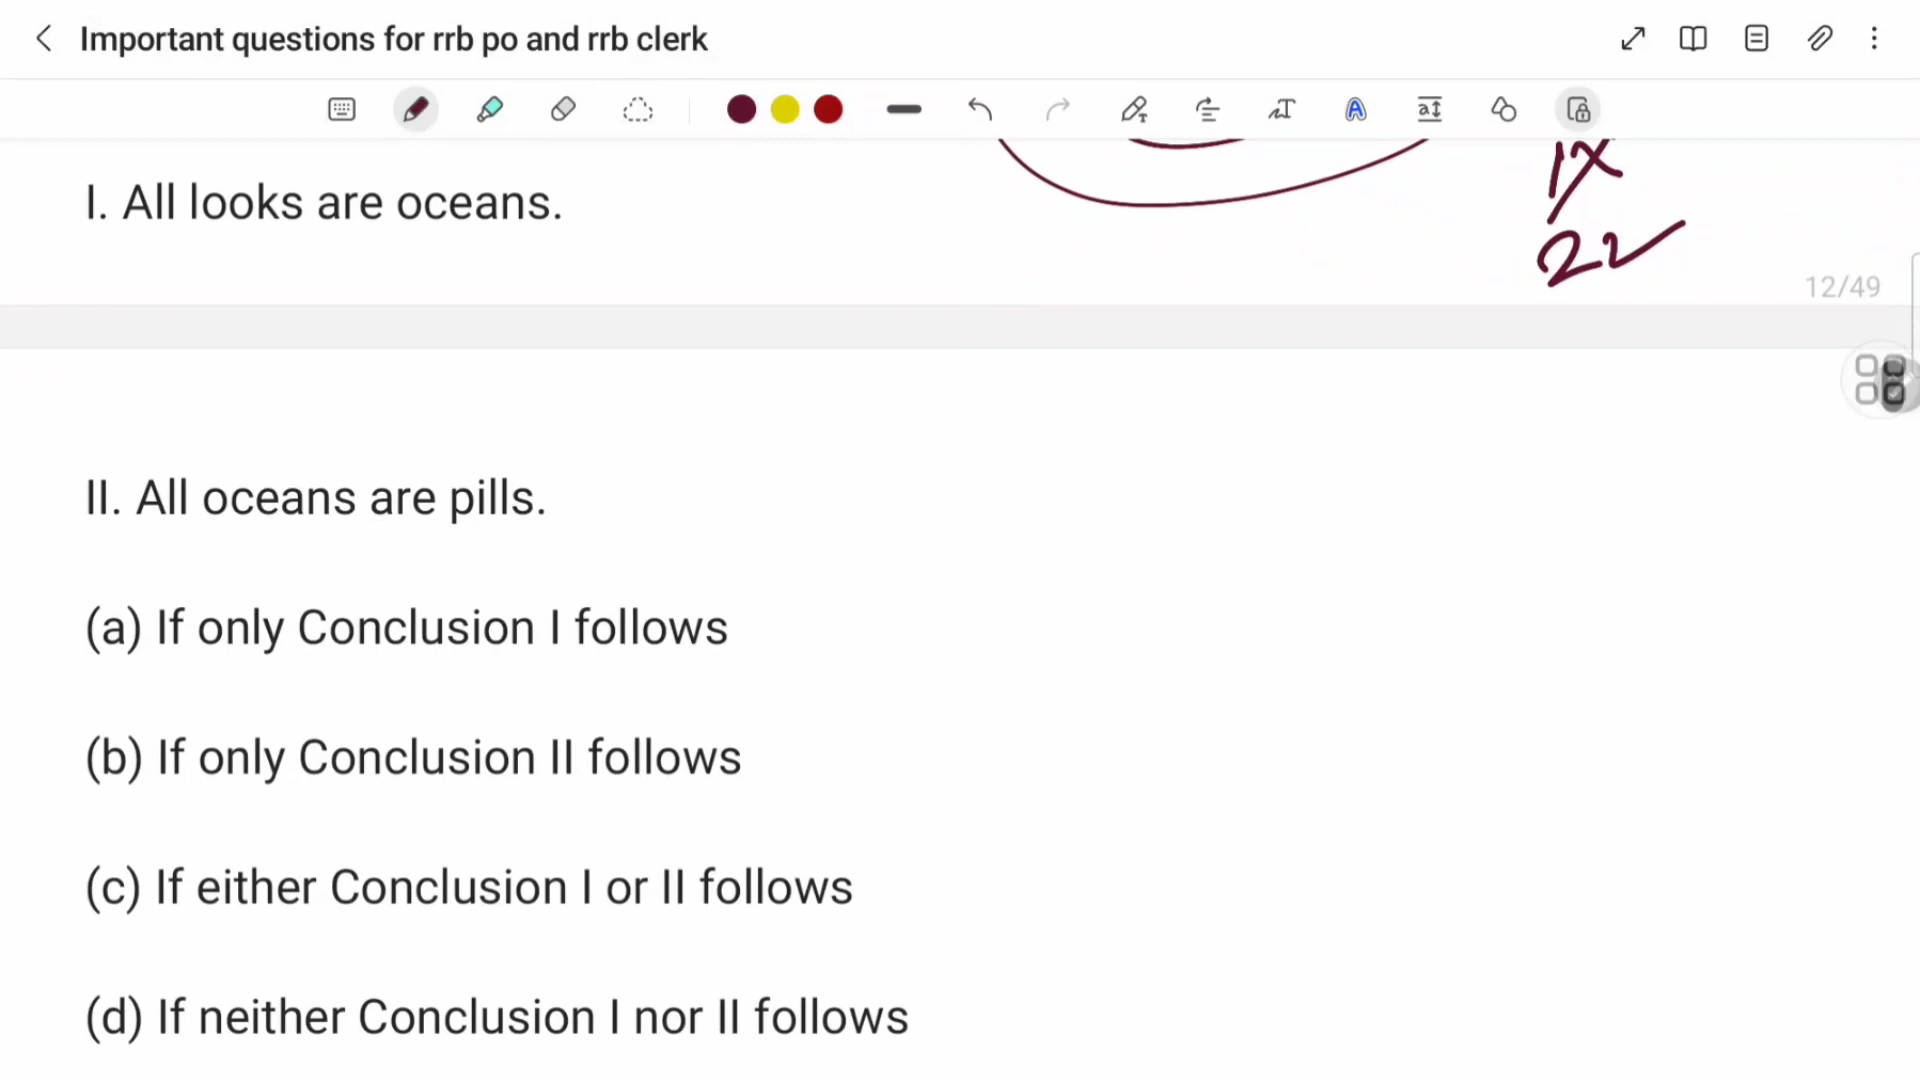 Important questions for rrb po and rrb clerk
I. All looks are oceans.
1X
2✓
12/49
II. All oceans are pills.
(a) If only Conclusion I follows
(b) If only Conclusion II follows
(c) If either Conclusion I or II follows
(d) If neither Conclusion I nor II follows